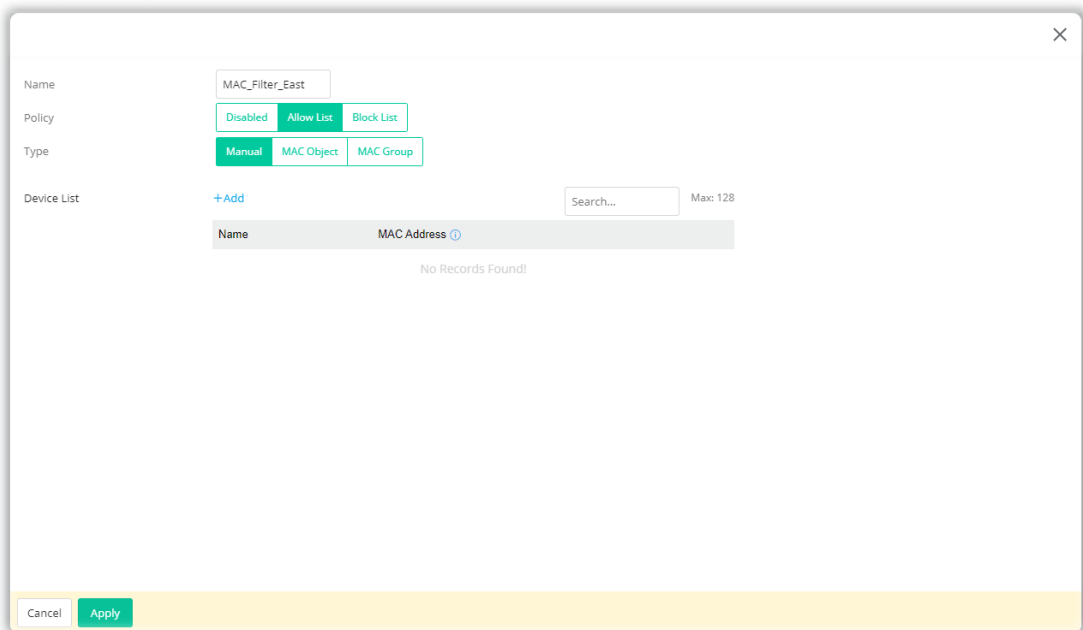 Name MAC_Filter_East
Policy Disabled Allow List Block List
Type Manual MAC Object MAC Group
Device List +Add Search... Max: 128
Name MAC Address
No Records Found!
Cancel Apply